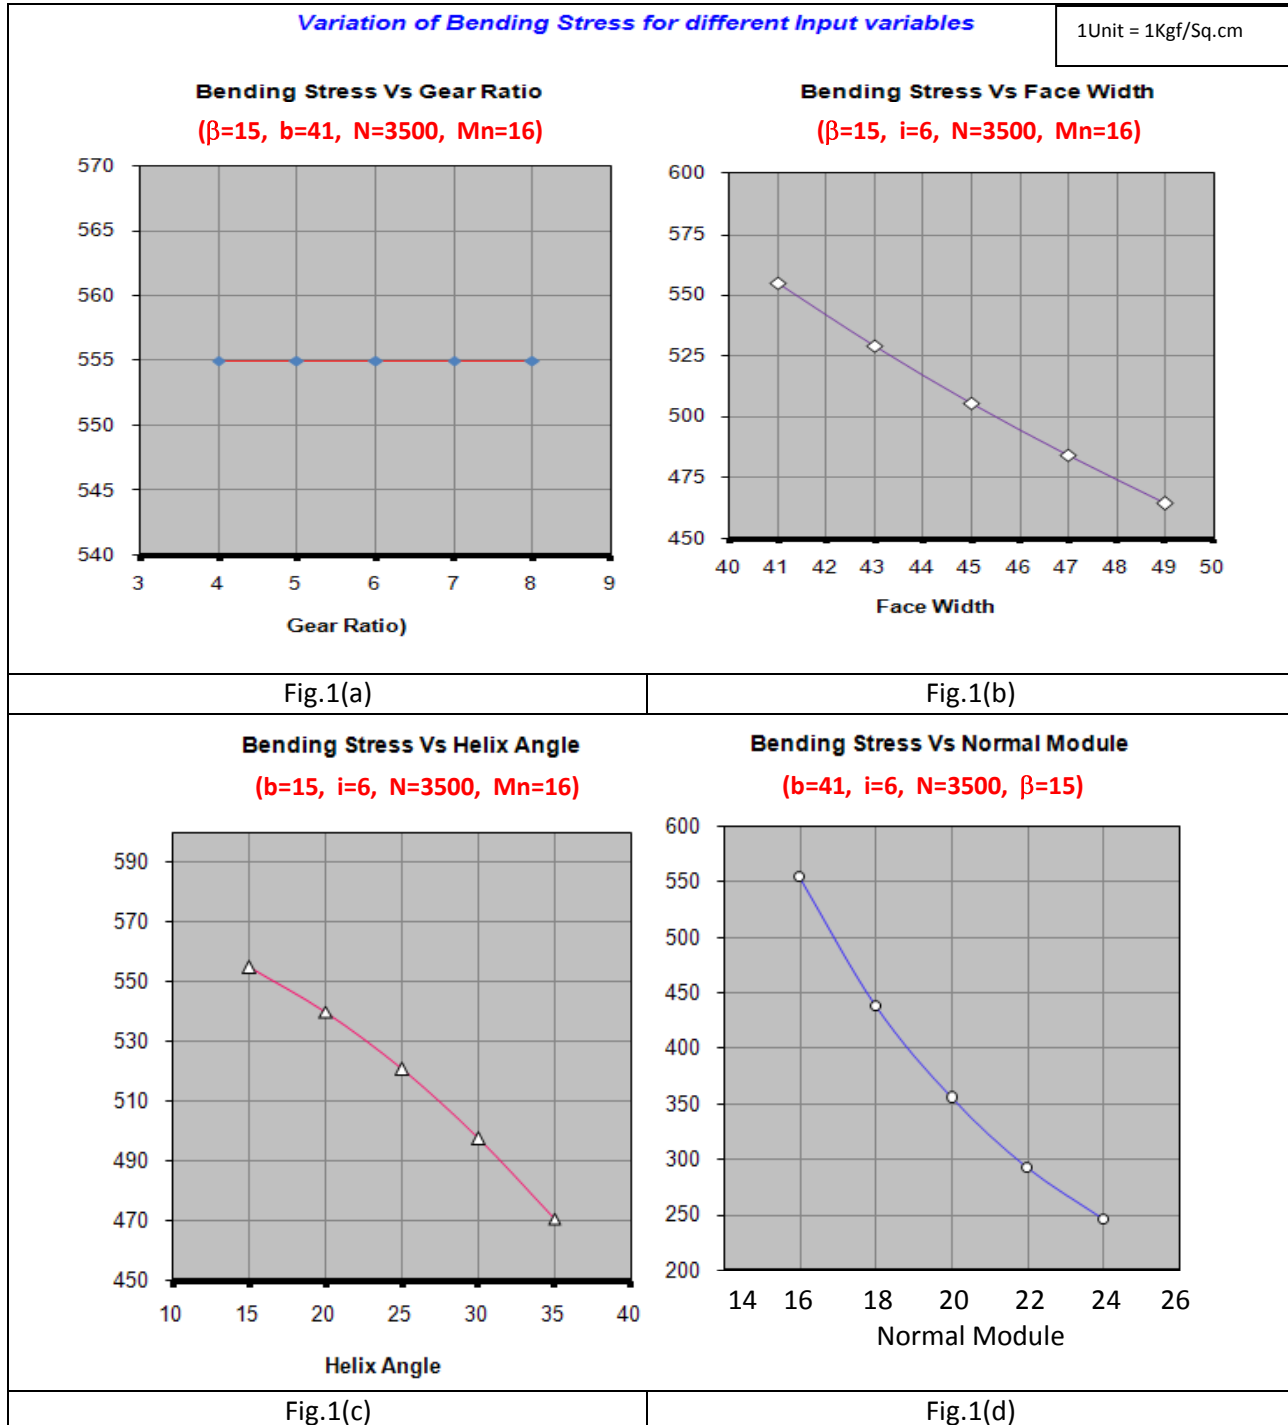 Variation of Bending Stress for different Input variables
1Unit = 1Kgf/Sq.cm
Bending Stress Vs Gear Ratio
(β=15, b=41, N=3500, Mn=16)
570
565
560
555
550
545
540
3 4 5 6 7 8 9
Gear Ratio)
Bending Stress Vs Face Width
(β=15, i=6, N=3500, Mn=16)
600
575
550
525
500
475
450
40 41 42 43 44 45 46 47 48 49 50
Face Width
Fig.1(a)
Fig.1(b)
Bending Stress Vs Helix Angle
(b=15, i=6, N=3500, Mn=16)
590
570
550
530
510
490
470
450
10 15 20 25 30 35 40
Helix Angle
Bending Stress Vs Normal Module
(b=41, i=6, N=3500, β=15)
600
550
500
450
400
350
300
250
200
14 16 18 20 22 24 26
Normal Module
Fig.1(c)
Fig.1(d)